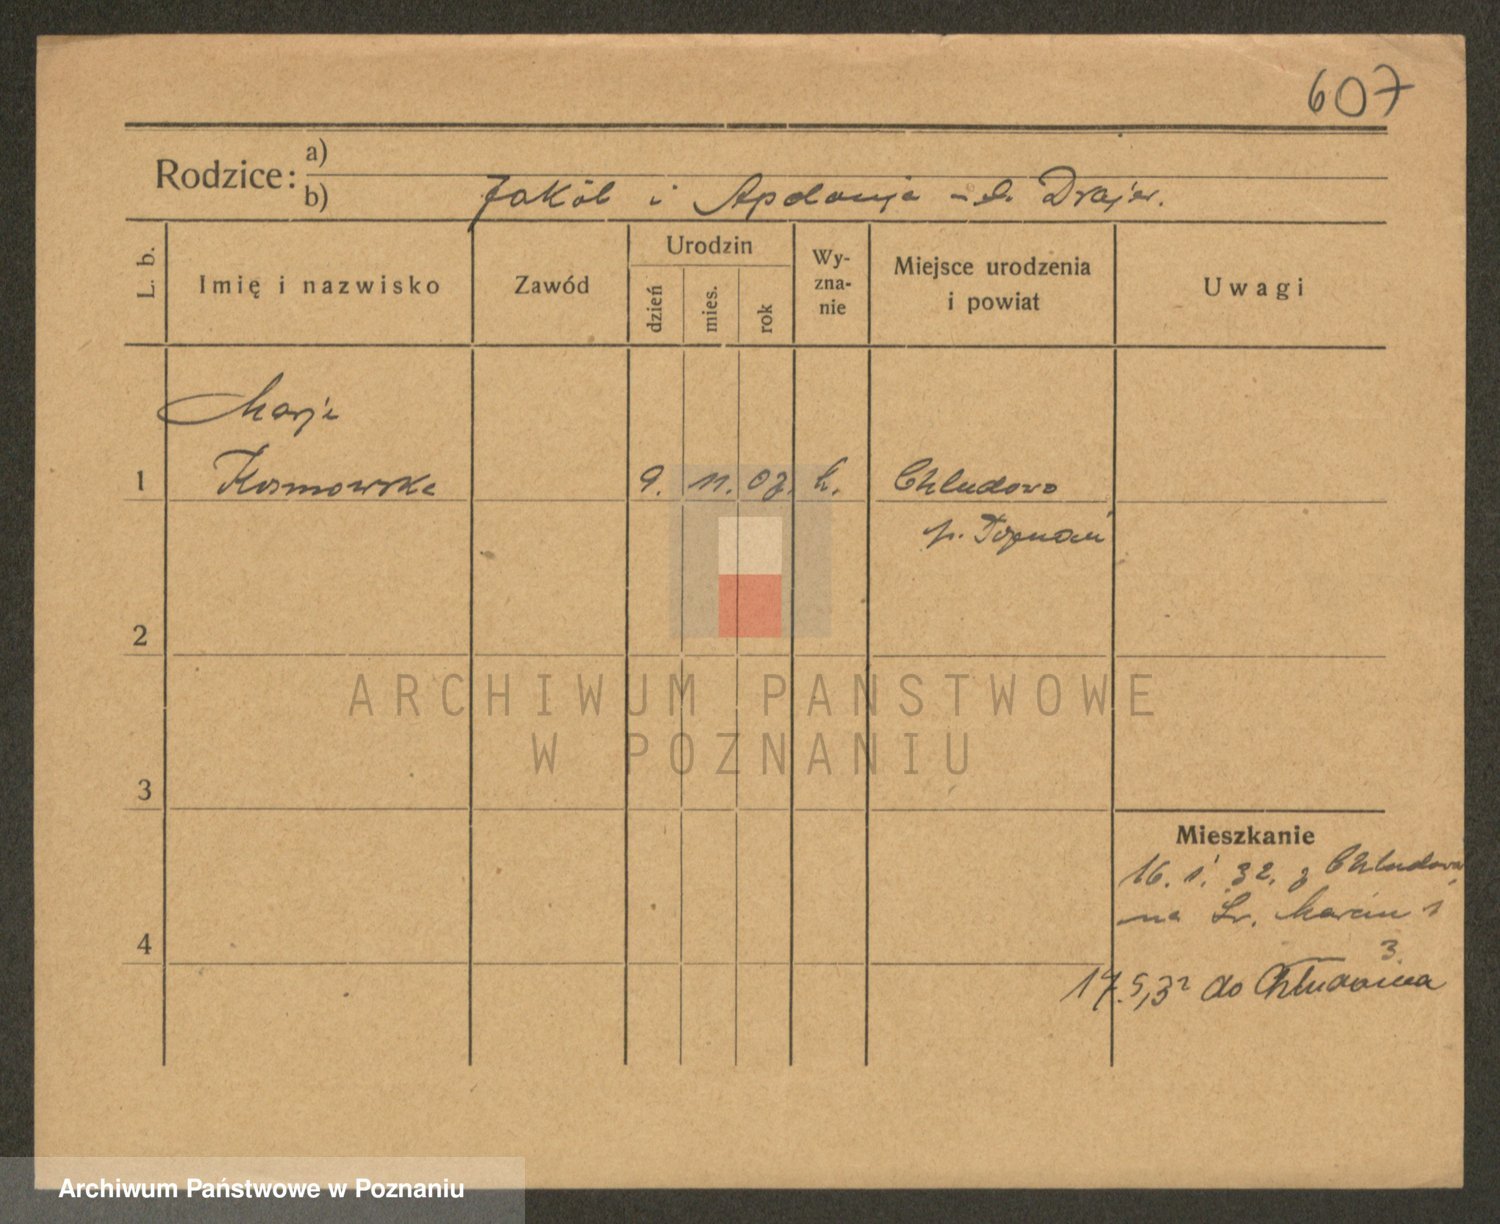 607
Rodzice:
a)
b) Jakób i Apolonja z d. Drajer.
L. b.
Imię i nazwisko
Zawód
Urodzin
dzień
mies.
rok
Wy-
zna-
nie
Miejsce urodzenia
i powiat
Uwagi
Marja
1 Kosmowska 9. 11. 03. k. Chludowo
p. Poznań
2
ARCHIWUM PAŃSTWOWE
W POZNANIU
3
Mieszkanie
16. 1. 32. z Chludowa
na Św. Marcin 1
4
3
17.5,32 do Chludowa
Archiwum Państwowe w Poznaniu